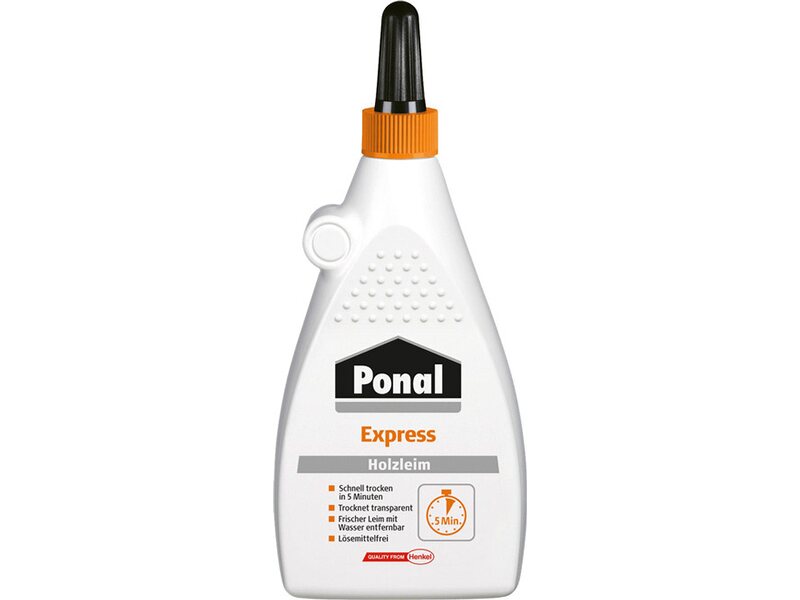 Ponal
Express
Holzleim
Schnell trocken
in 5 Minuten
Trocknet transparent
Frischer Leim mit
Wasser entfernbar
Lösemittelfrei
5 Min.
QUALITY FROM Henkel